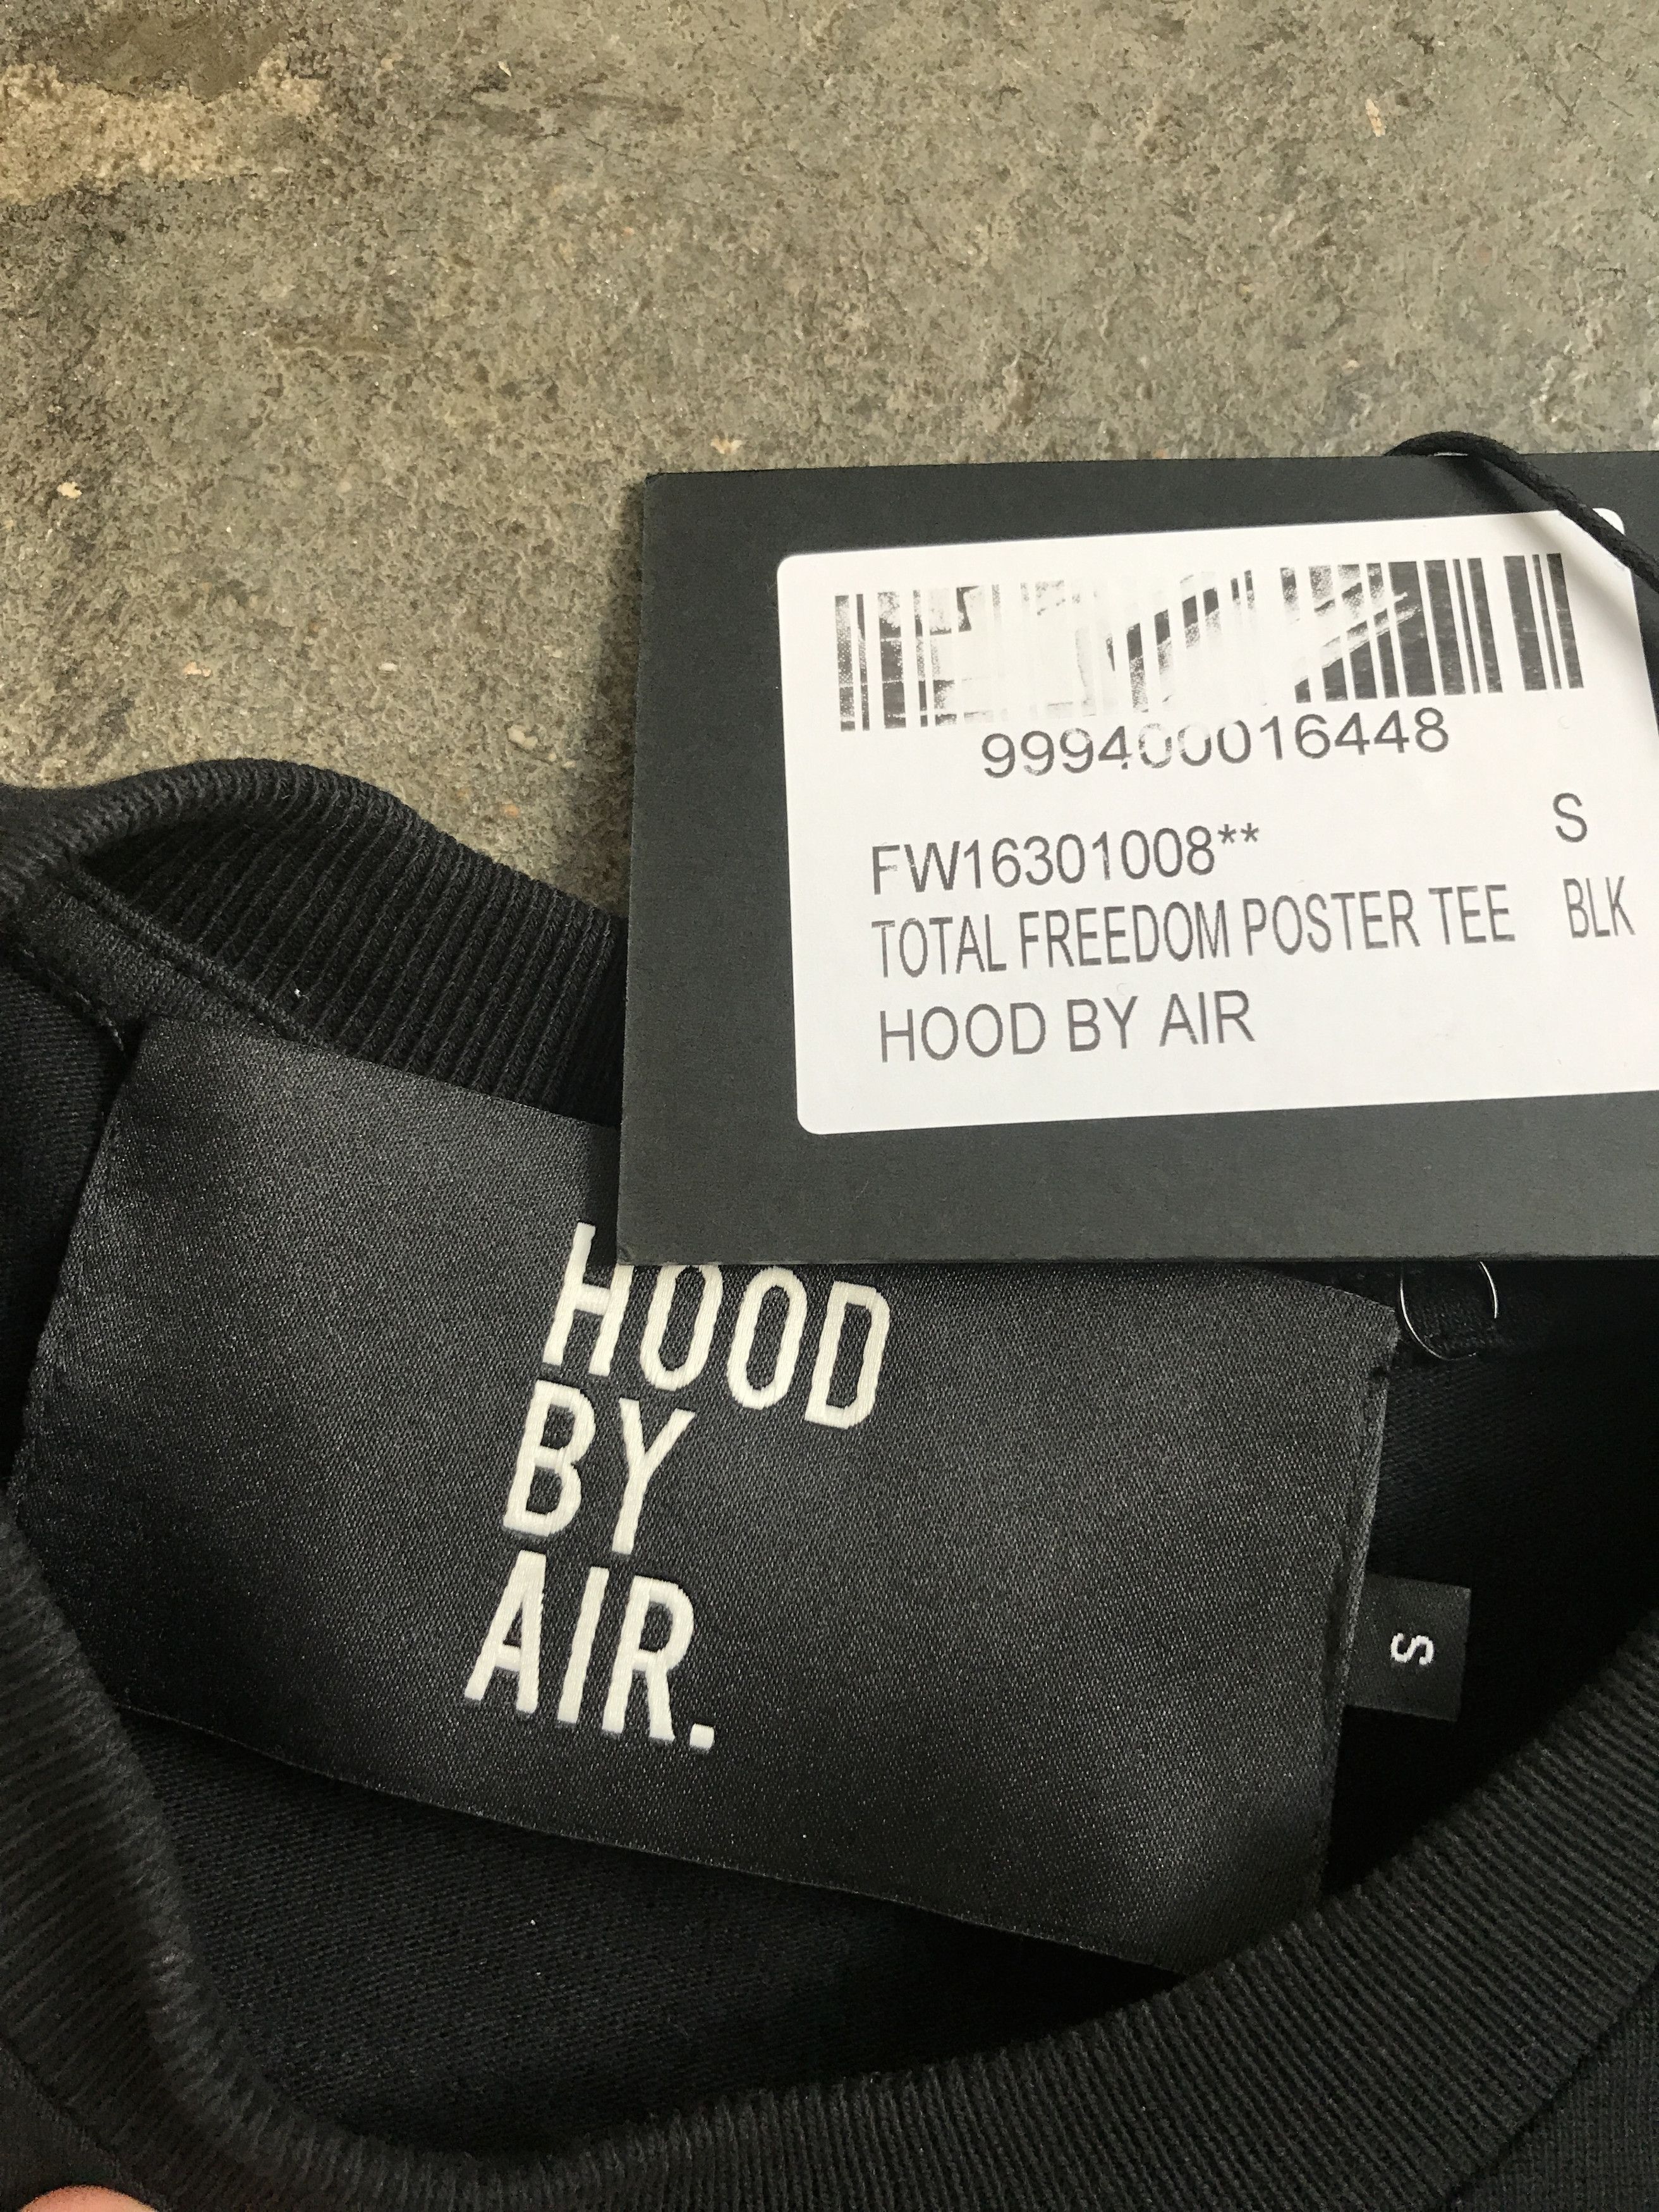 999400016448
FW16301008** S
TOTAL FREEDOM POSTER TEE BLK
HOOD BY AIR
HOOD
BY
AIR.
S